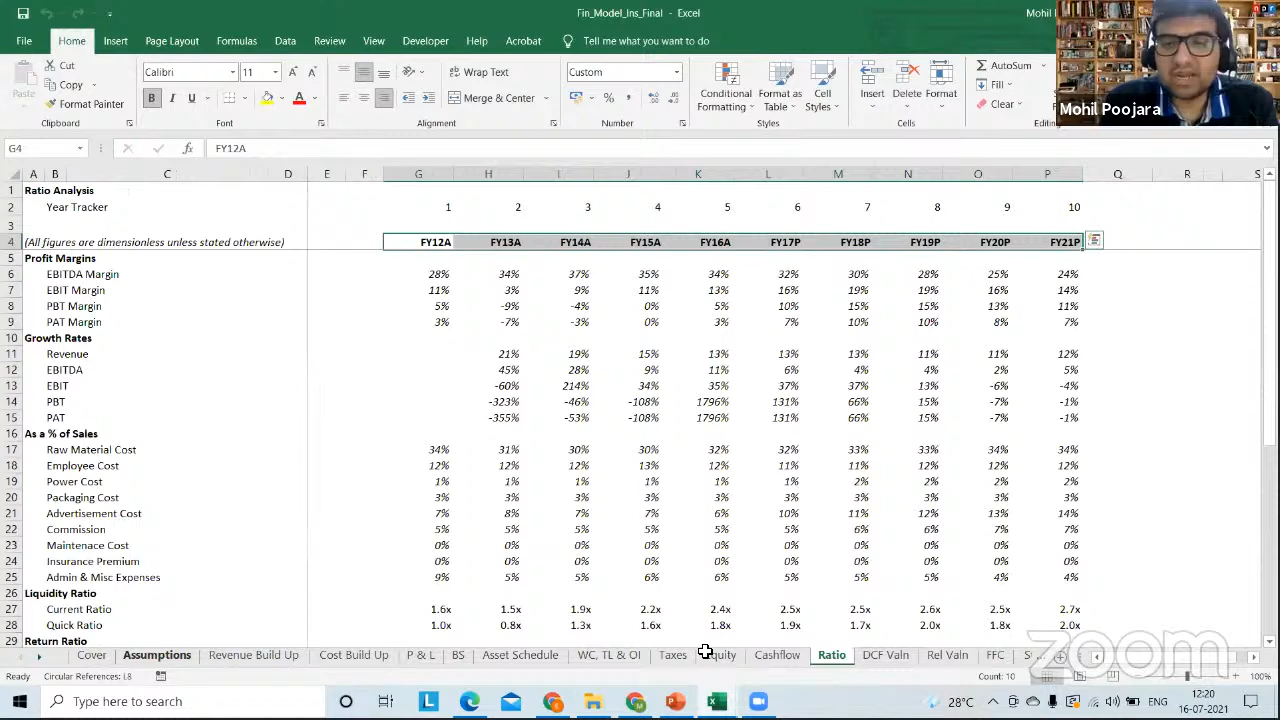 Fin_Model_Ins_Final - Excel
Mohil
File Home Insert Page Layout Formulas Data Review View Developer Help Acrobat Tell me what you want to do
Cut
Copy
Format Painter
Paste
Clipboard
Calibri 11
B I U
Font
Wrap Text
Merge & Center
Alignment
Custom
Number
Conditional Formatting
Format as Table
Cell Styles
Styles
Insert
Delete
Format
Cells
AutoSum
Fill
Clear
Mohil Poojara
G4 FY12A
A B C D E F G H I J K L M N O P Q R S
1 Ratio Analysis
2 Year Tracker 1 2 3 4 5 6 7 8 9 10
3
4 (All figures are dimensionless unless stated otherwise) FY12A FY13A FY14A FY15A FY16A FY17P FY18P FY19P FY20P FY21P
5 Profit Margins
6 EBITDA Margin 28% 34% 37% 35% 34% 32% 30% 28% 25% 24%
7 EBIT Margin 11% 3% 9% 11% 13% 16% 19% 19% 16% 14%
8 PBT Margin 5% -9% -4% 0% 5% 10% 15% 15% 13% 11%
9 PAT Margin 3% -7% -3% 0% 3% 7% 10% 10% 8% 7%
10 Growth Rates
11 Revenue 21% 19% 15% 13% 13% 13% 11% 11% 12%
12 EBITDA 45% 28% 9% 11% 6% 4% 4% 2% 5%
13 EBIT -60% 214% 34% 35% 37% 37% 13% -6% -4%
14 PBT -323% -46% -108% 1796% 131% 66% 15% -7% -1%
15 PAT -355% -53% -108% 1796% 131% 66% 15% -7% -1%
16 As a % of Sales
17 Raw Material Cost 34% 31% 30% 30% 32% 32% 33% 33% 34% 34%
18 Employee Cost 12% 12% 12% 13% 12% 11% 11% 12% 12% 12%
19 Power Cost 1% 1% 1% 1% 1% 1% 2% 2% 2% 2%
20 Packaging Cost 3% 3% 3% 3% 3% 3% 3% 3% 3% 3%
21 Advertisement Cost 7% 8% 7% 7% 6% 10% 11% 12% 13% 14%
22 Commission 5% 5% 5% 5% 5% 5% 6% 6% 7% 7%
23 Maintenace Cost 0% 0% 0% 0% 0% 0% 0% 0% 0% 0%
24 Insurance Premium 0% 0% 0% 0% 0% 0% 0% 0% 0% 0%
25 Admin & Misc Expenses 9% 5% 5% 6% 6% 5% 5% 5% 4% 4%
26 Liquidity Ratio
27 Current Ratio 1.6x 1.5x 1.9x 2.2x 2.4x 2.5x 2.5x 2.6x 2.5x 2.7x
28 Quick Ratio 1.0x 0.8x 1.3x 1.6x 1.8x 1.9x 1.7x 2.0x 1.8x 2.0x
29 Return Ratio
Cover Assumptions Revenue Build Up Cost Build Up P & L BS Asset Schedule WC, TL & OI Taxes Equity Cashflow Ratio DCF Valn Rel Valn FFC
zoom
Ready Circular References: L8 Count: 10 100%
Type here to search
28°C
ENG
12:20
16-07-2021